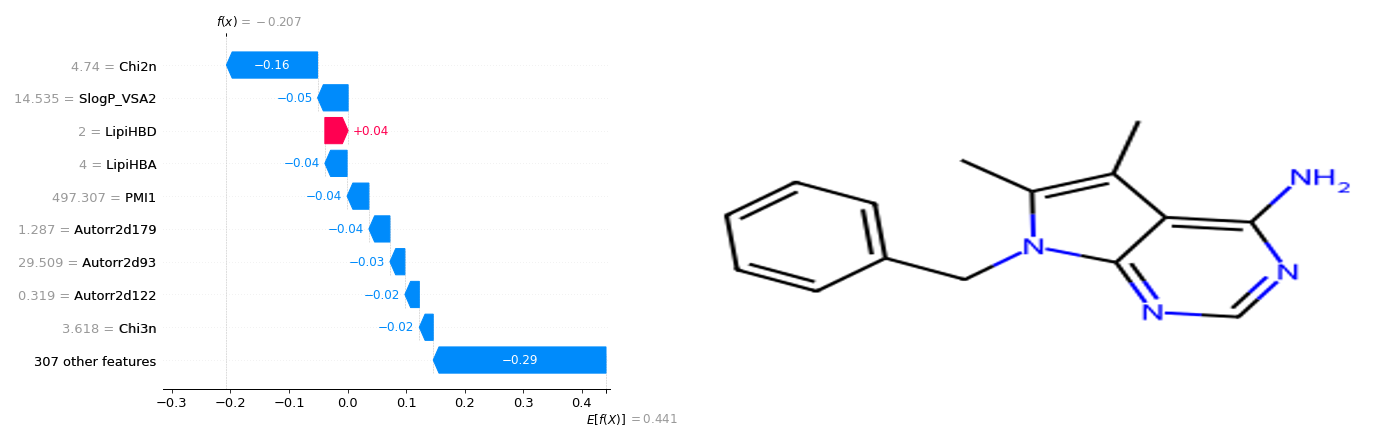 f(x) = −0.207
4.74 = Chi2n
−0.16
14.535 = SlogP_VSA2
−0.05
2 = LipiHBD
+0.04
4 = LipiHBA
−0.04
497.307 = PMI1
−0.04
1.287 = Autorr2d179
−0.04
29.509 = Autorr2d93
−0.03
0.319 = Autorr2d122
−0.02
3.618 = Chi3n
−0.02
307 other features
−0.29
−0.3 −0.2 −0.1 0.0 0.1 0.2 0.3 0.4
E[f(X)] = 0.441
NH2
N
N
N